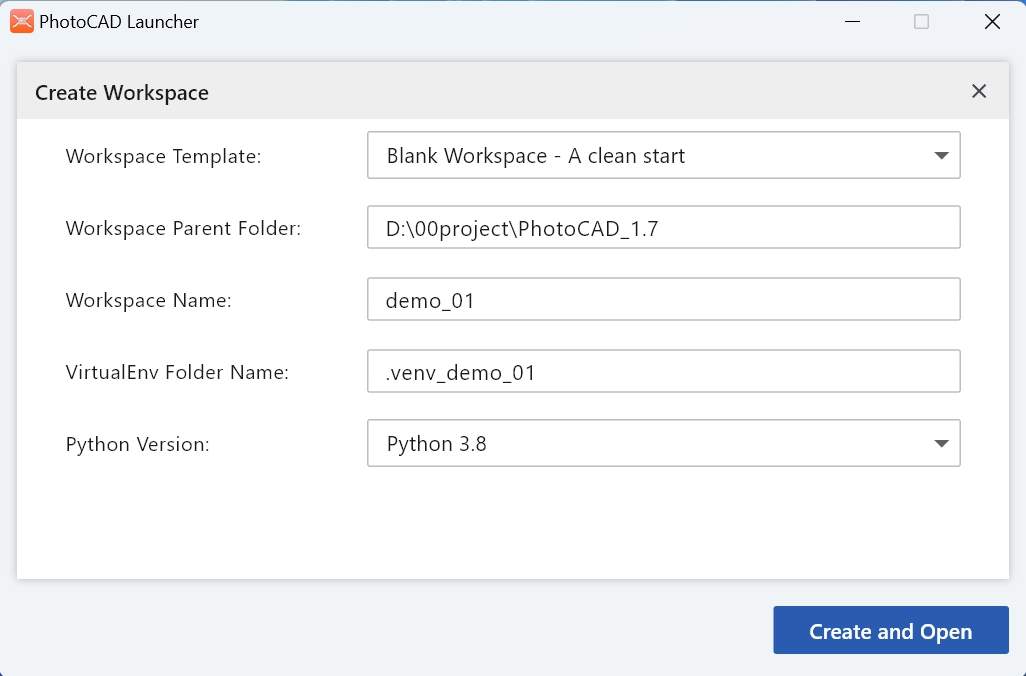 PhotoCAD Launcher
Create Workspace
Workspace Template: Blank Workspace - A clean start
Workspace Parent Folder: D:\00project\PhotoCAD_1.7
Workspace Name: demo_01
VirtualEnv Folder Name: .venv_demo_01
Python Version: Python 3.8
Create and Open